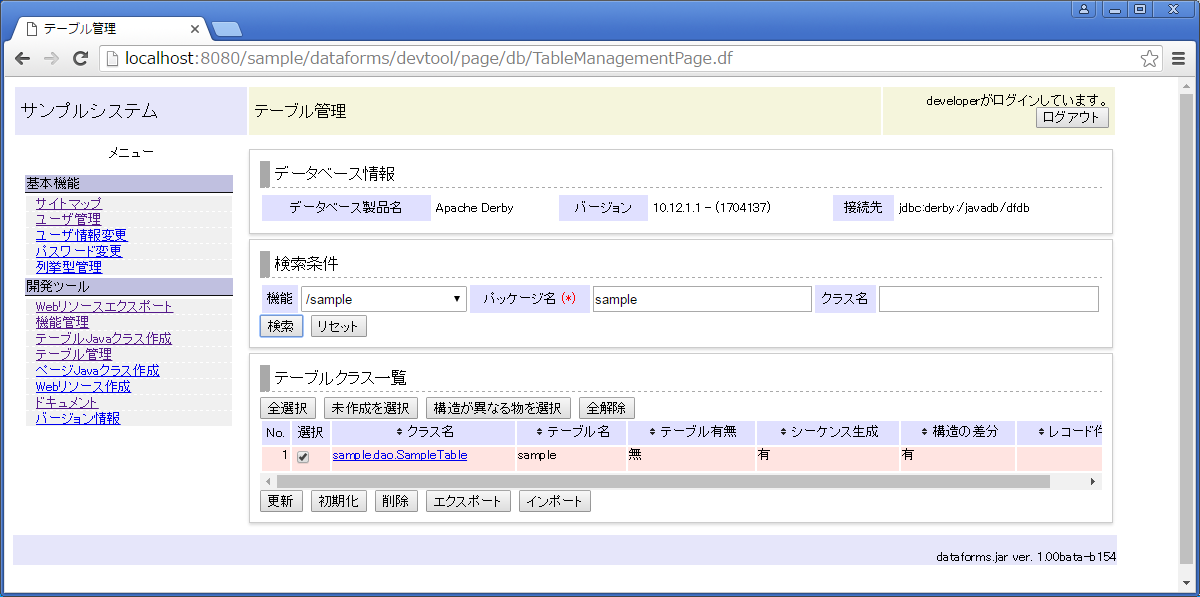 テーブル管理
localhost:8080/sample/dataforms/devtool/page/db/TableManagementPage.df
サンプルシステム
テーブル管理
developerがログインしています。
ログアウト
メニュー
基本機能
サイトマップ
ユーザ管理
ユーザ情報変更
パスワード変更
列挙型管理
開発ツール
Webリソースエクスポート
機能管理
テーブルJavaクラス作成
テーブル管理
ページJavaクラス作成
Webリソース作成
ドキュメント
バージョン情報
データベース情報
データベース製品名 Apache Derby バージョン 10.12.1.1 - (1704137) 接続先 jdbc:derby:/javadb/dfdb
検索条件
機能 /sample パッケージ名 (*) sample クラス名
検索 リセット
テーブルクラス一覧
全選択 未作成を選択 構造が異なる物を選択 全解除
No. 選択 クラス名 テーブル名 テーブル有無 シーケンス生成 構造の差分 レコード件
1 sample.dao.SampleTable sample 無 有 有
更新 初期化 削除 エクスポート インポート
dataforms.jar ver. 1.00bata-b154